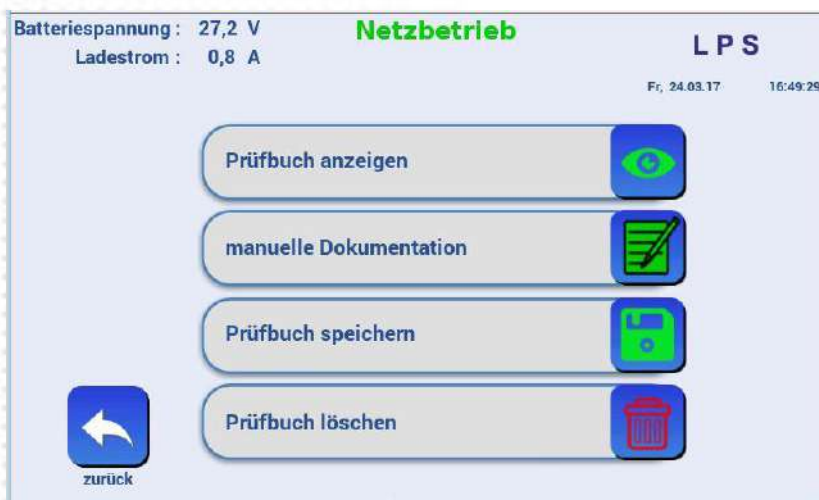 Batteriespannung : 27,2 V
Ladestrom : 0,8 A
Netzbetrieb
L P S
Fr, 24.03.17 16:49:29
Prüfbuch anzeigen
manuelle Dokumentation
Prüfbuch speichern
Prüfbuch löschen
zurück